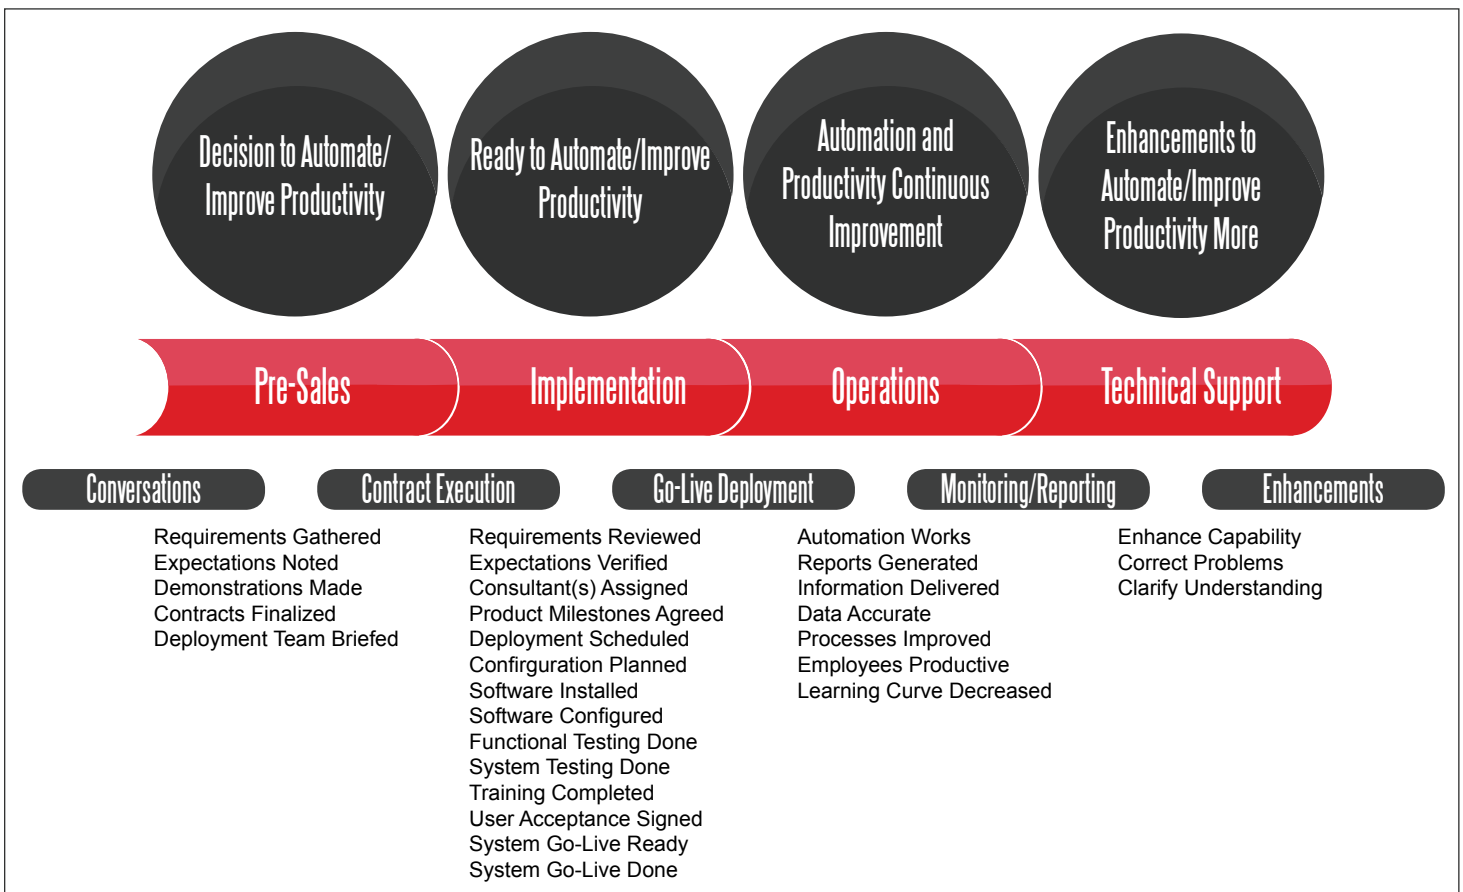 Decision to Automate/
Improve Productivity
Ready to Automate/Improve
Productivity
Automation and
Productivity Continuous
Improvement
Enhancements to
Automate/Improve
Productivity More
Pre-Sales
Implementation
Operations
Technical Support
Conversations
Contract Execution
Go-Live Deployment
Monitoring/Reporting
Enhancements
Requirements Gathered
Expectations Noted
Demonstrations Made
Contracts Finalized
Deployment Team Briefed
Requirements Reviewed
Expectations Verified
Consultant(s) Assigned
Product Milestones Agreed
Deployment Scheduled
Confirguration Planned
Software Installed
Software Configured
Functional Testing Done
System Testing Done
Training Completed
User Acceptance Signed
System Go-Live Ready
System Go-Live Done
Automation Works
Reports Generated
Information Delivered
Data Accurate
Processes Improved
Employees Productive
Learning Curve Decreased
Enhance Capability
Correct Problems
Clarify Understanding